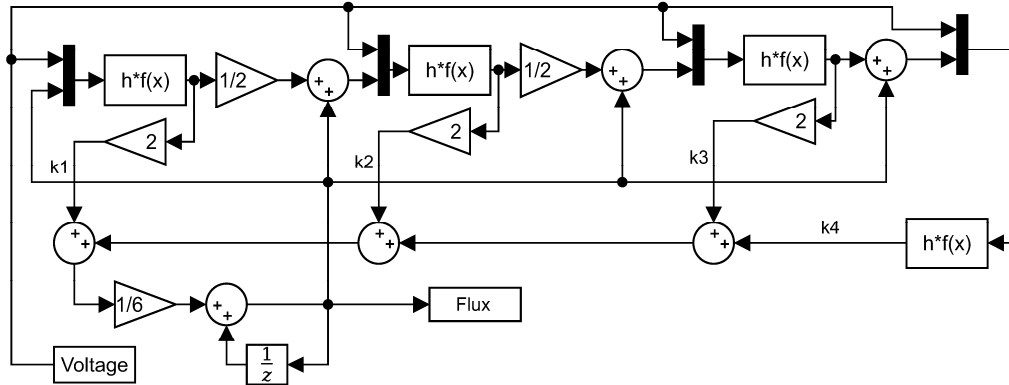 h*f(x)
1/2
+
+
h*f(x)
1/2
+
+
h*f(x)
+
+
2
2
2
k1
k2
k3
+
+
+
+
+
+
k4
h*f(x)
1/6
+
+
Flux
Voltage
1
z